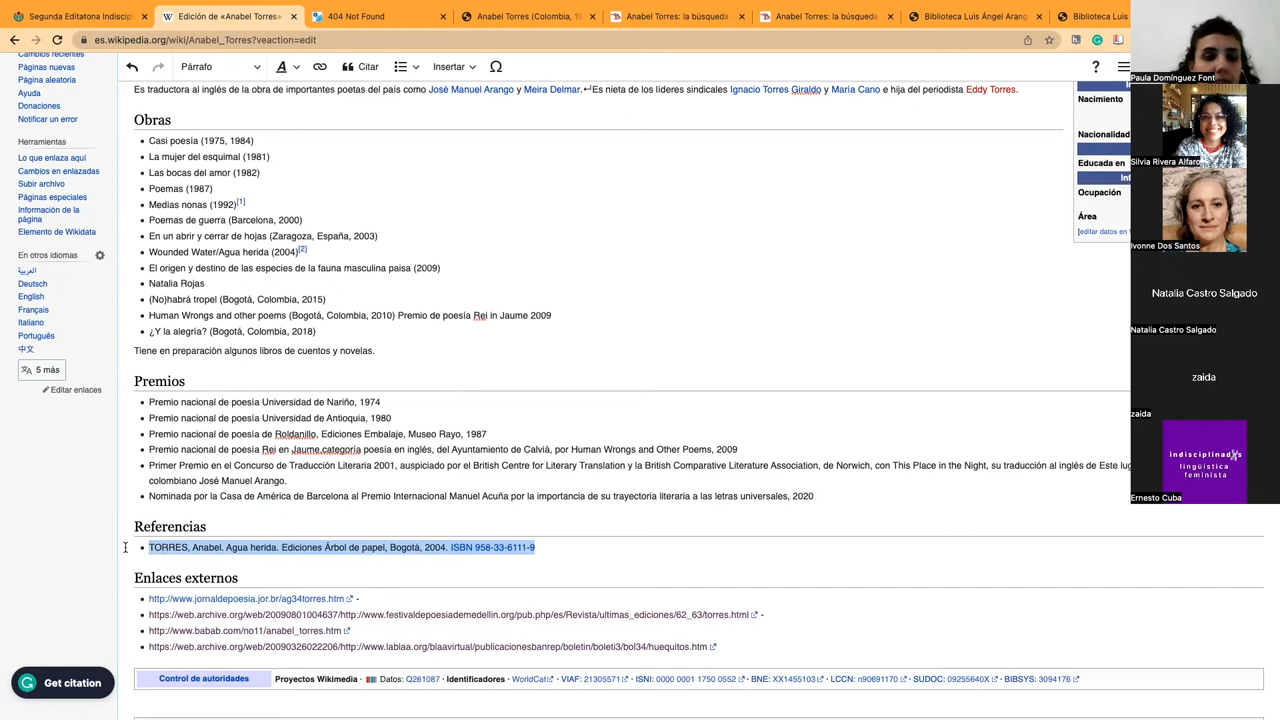 Segunda Editatona Indiscipl
Edición de «Anabel Torres»
404 Not Found
Anabel Torres (Colombia, 19
Anabel Torres: la búsqueda
Anabel Torres: la búsqueda
Biblioteca Luis Ángel Arang
Biblioteca Luis
es.wikipedia.org/wiki/Anabel_Torres?veaction=edit
Cambios recientes
Páginas nuevas
Página aleatoria
Ayuda
Donaciones
Notificar un error
Herramientas
Lo que enlaza aquí
Cambios en enlazadas
Subir archivo
Páginas especiales
Información de la
página
Elemento de Wikidata
En otros idiomas
العربية
Deutsch
English
Français
Italiano
Português
中文
5 más
Editar enlaces
Get citation
Párrafo
A
Citar
Insertar
Ω
?
Es traductora al inglés de la obra de importantes poetas del país como José Manuel Arango y Meira Delmar.↵Es nieta de los líderes sindicales Ignacio Torres Giraldo y María Cano e hija del periodista Eddy Torres.
Obras
• Casi poesía (1975, 1984)
• La mujer del esquimal (1981)
• Las bocas del amor (1982)
• Poemas (1987)
• Medias nonas (1992)[1]
• Poemas de guerra (Barcelona, 2000)
• En un abrir y cerrar de hojas (Zaragoza, España, 2003)
• Wounded Water/Agua herida (2004)[2]
• El origen y destino de las especies de la fauna masculina paisa (2009)
• Natalia Rojas
• (No)habrá tropel (Bogotá, Colombia, 2015)
• Human Wrongs and other poems (Bogotá, Colombia, 2010) Premio de poesía Rei in Jaume 2009
• ¿Y la alegría? (Bogotá, Colombia, 2018)
Tiene en preparación algunos libros de cuentos y novelas.
Premios
• Premio nacional de poesía Universidad de Nariño, 1974
• Premio nacional de poesía Universidad de Antioquia, 1980
• Premio nacional de poesía de Roldanillo, Ediciones Embalaje, Museo Rayo, 1987
• Premio nacional de poesía Rei en Jaume,categoría poesía en inglés, del Ayuntamiento de Calvià, por Human Wrongs and Other Poems, 2009
• Primer Premio en el Concurso de Traducción Literaria 2001, auspiciado por el British Centre for Literary Translation y la British Comparative Literature Association, de Norwich, con This Place in the Night, su traducción al inglés de Este lug
colombiano José Manuel Arango.
• Nominada por la Casa de América de Barcelona al Premio Internacional Manuel Acuña por la importancia de su trayectoria literaria a las letras universales, 2020
Referencias
• TORRES, Anabel. Agua herida. Ediciones Árbol de papel, Bogotá, 2004. ISBN 958-33-6111-9
Enlaces externos
• http://www.jornaldepoesia.jor.br/ag34torres.htm -
• https://web.archive.org/web/20090801004637/http://www.festivaldepoesiademedellin.org/pub.php/es/Revista/ultimas_ediciones/62_63/torres.html -
• http://www.babab.com/no11/anabel_torres.htm
• https://web.archive.org/web/20090326022206/http://www.lablaa.org/blaavirtual/publicacionesbanrep/boletin/boleti3/bol34/huequitos.htm
Control de autoridades
Proyectos Wikimedia · Datos: Q261087 · Identificadores · WorldCat · VIAF: 21305571 · ISNI: 0000 0001 1750 0552 · BNE: XX1455103 · LCCN: n90691170 · SUDOC: 09255640X · BIBSYS: 3094176
Nacimiento
Nacionalidad
Educada en
Inf
Ocupación
Área
[editar datos en W
Paula Domínguez Font
Silvia Rivera Alfaro
Ivonne Dos Santos
Natalia Castro Salgado
Natalia Castro Salgado
zaida
zaida
indisciplinadxs
lingüística
feminista
Ernesto Cuba